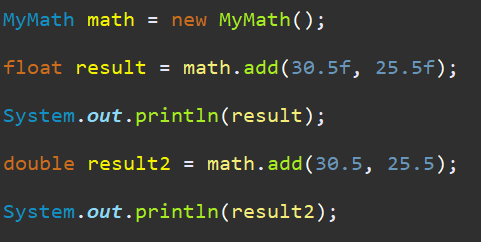 MyMath math = new MyMath();
float result = math.add(30.5f, 25.5f);
System.out.println(result);
double result2 = math.add(30.5, 25.5);
System.out.println(result2);